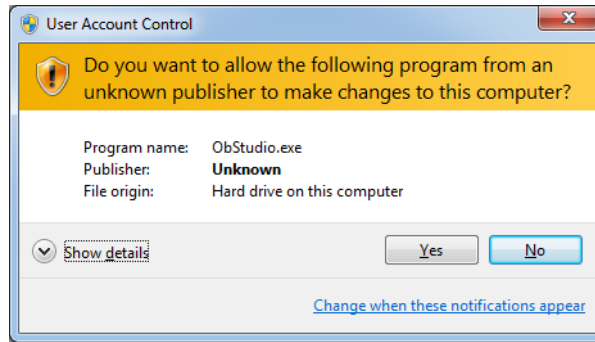 User Account Control
Do you want to allow the following program from an
unknown publisher to make changes to this computer?
Program name: ObStudio.exe
Publisher: Unknown
File origin: Hard drive on this computer
Show details Yes No
Change when these notifications appear